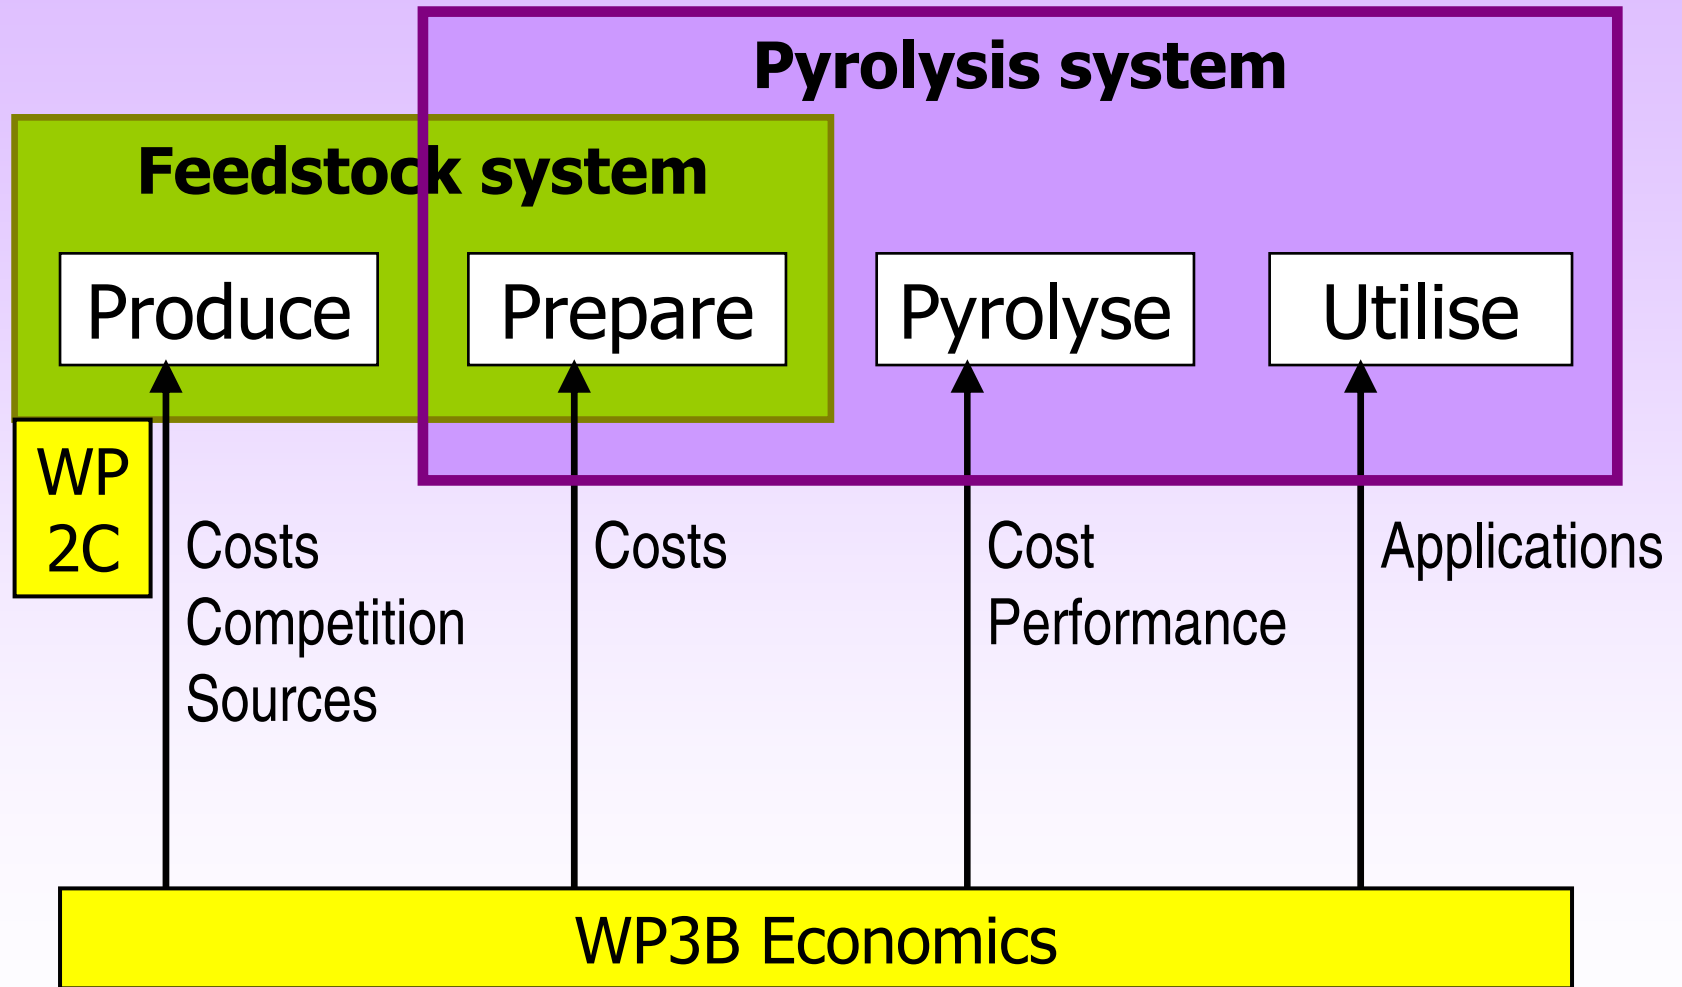 Pyrolysis system
Feedstock system
Produce
Prepare
Pyrolyse
Utilise
WP
2C
Costs
Competition
Sources
Costs
Cost
Performance
Applications
WP3B Economics